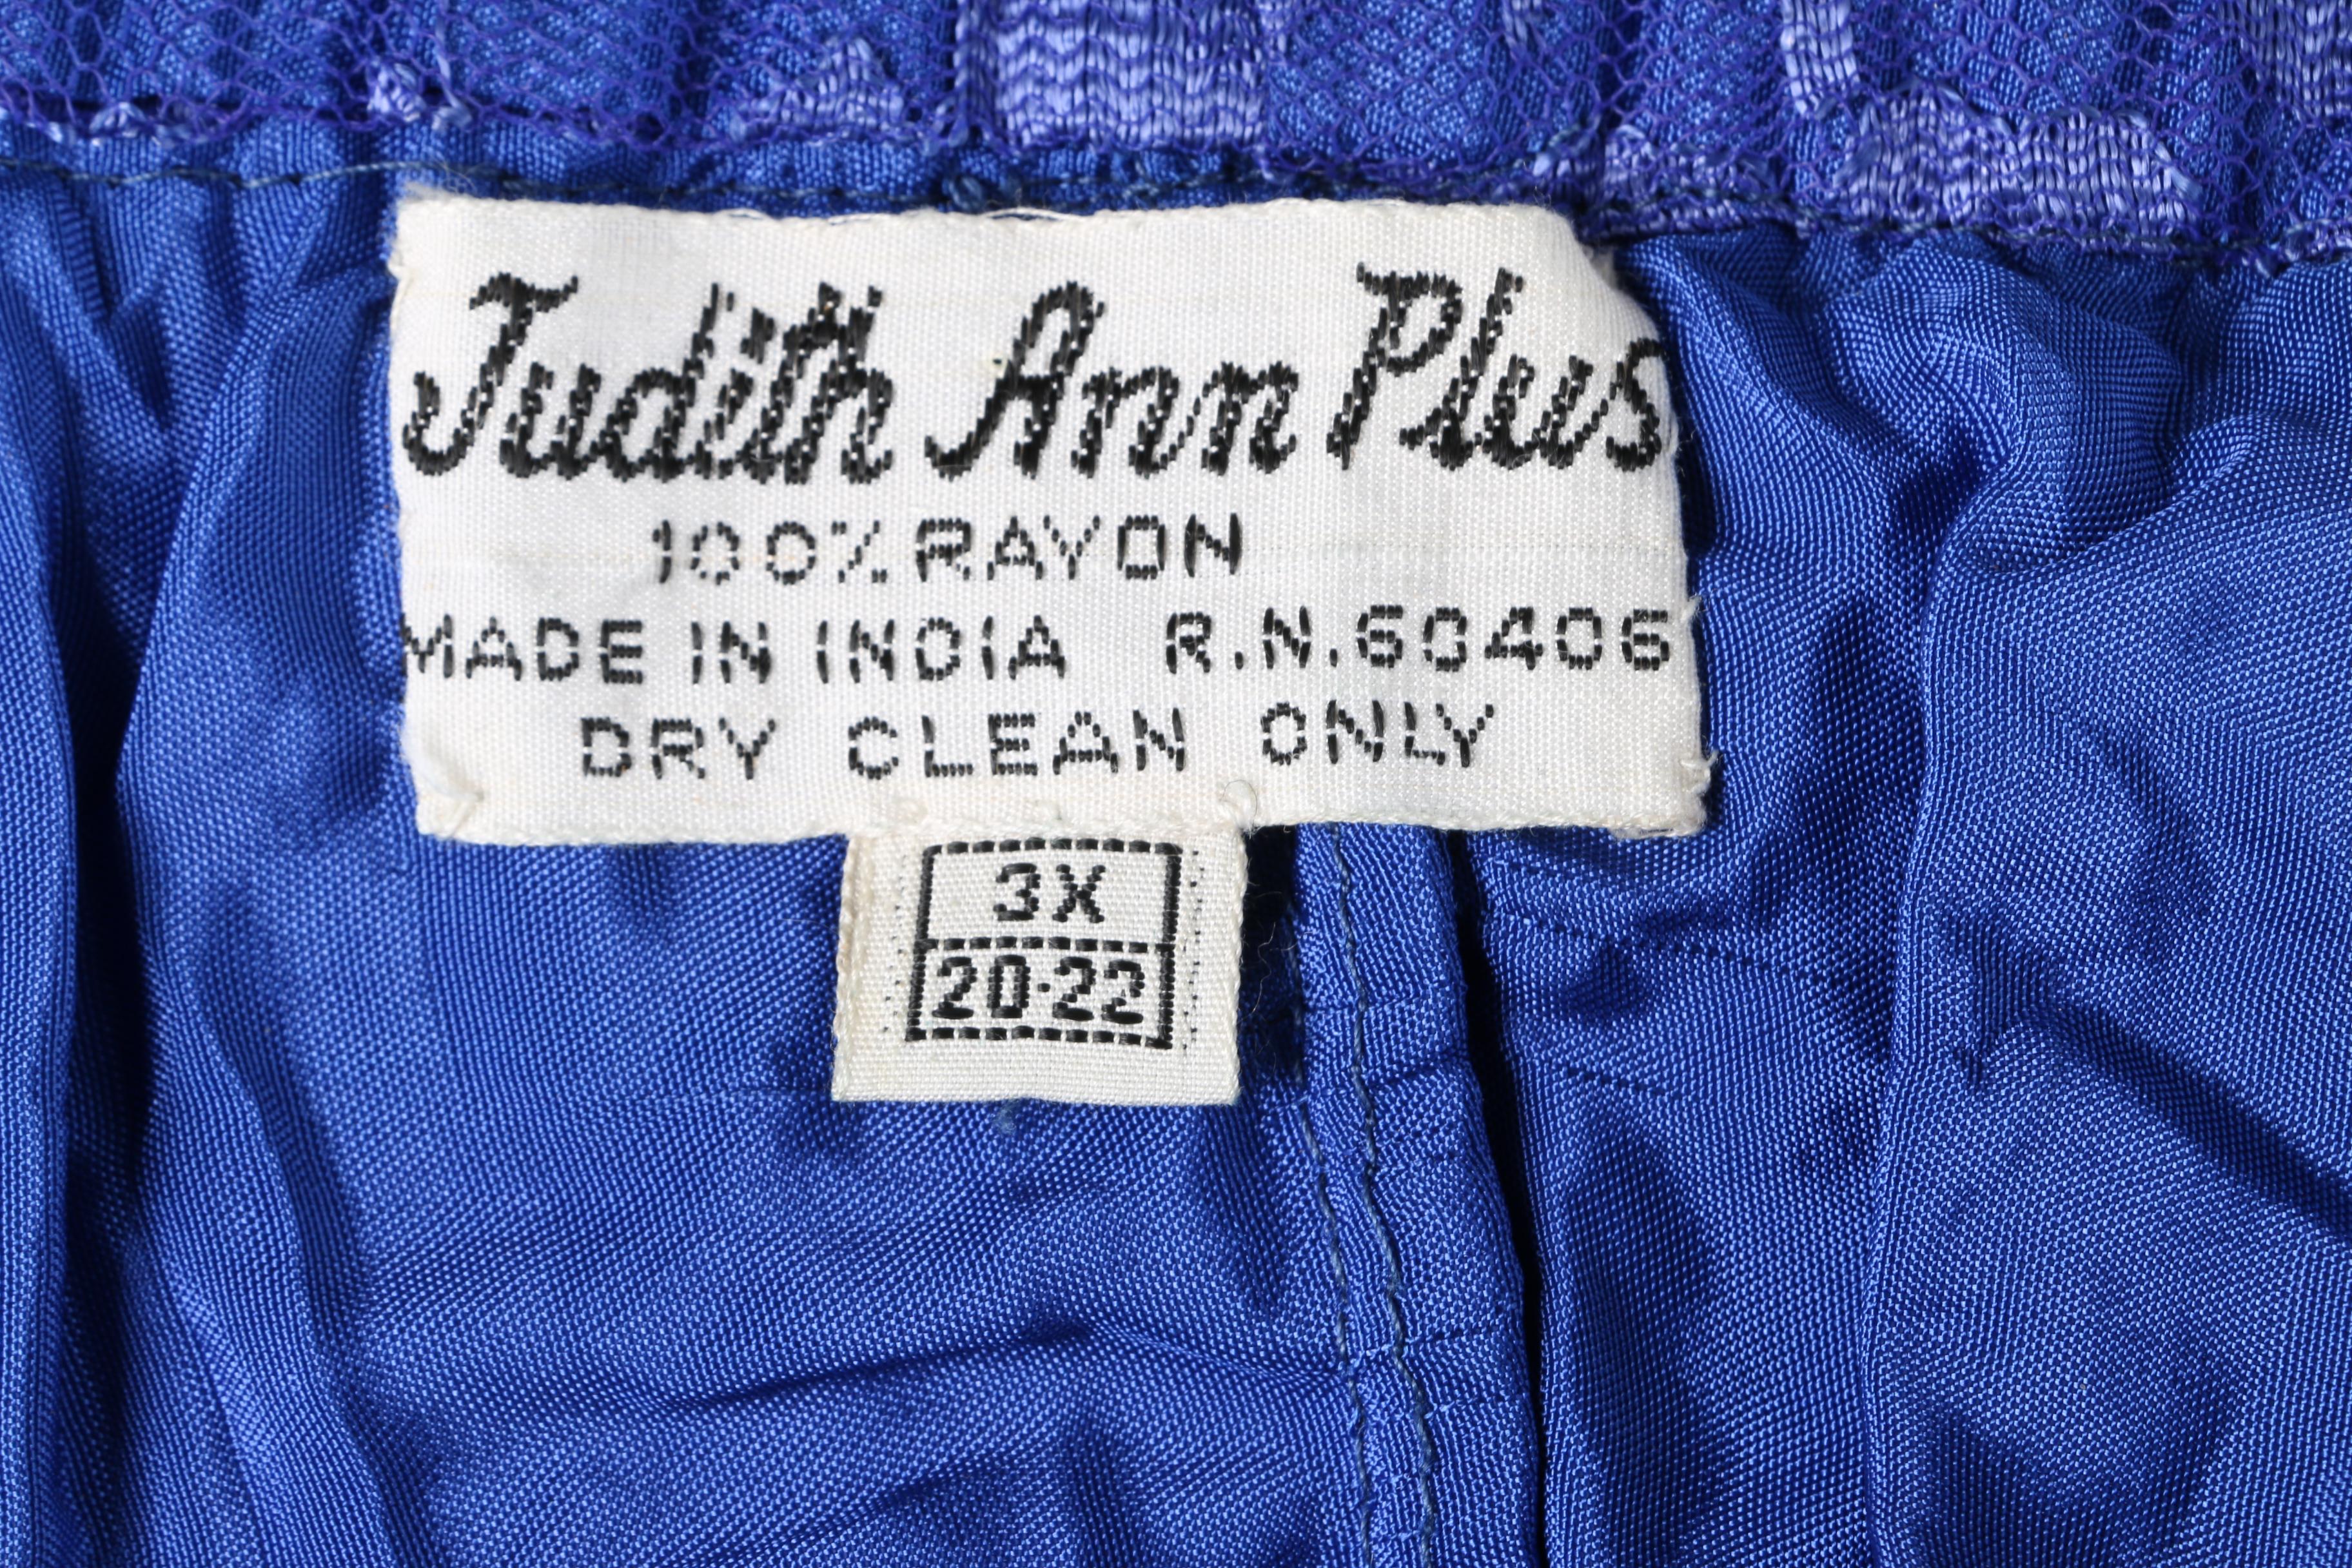 Judith Ann Plus
100% RAYON
MADE IN INDIA R.N.60406
DRY CLEAN ONLY
3X
20-22